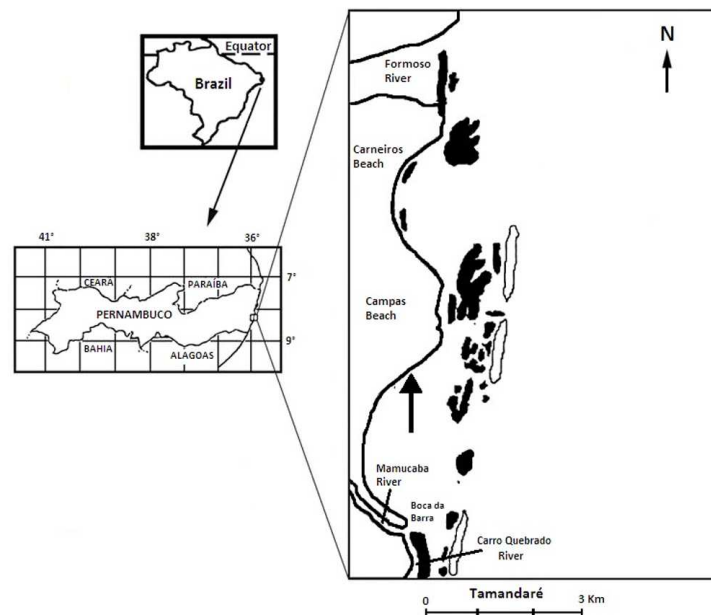 Equator
Brazil
41°
38°
36°
7°
9°
CEARA
PARAÍBA
PERNAMBUCO
BAHIA
ALAGOAS
N
Formoso
River
Carneiros
Beach
Campas
Beach
Mamucaba
River
Boca da
Barra
Carro Quebrado
River
Tamandaré
0
3 Km